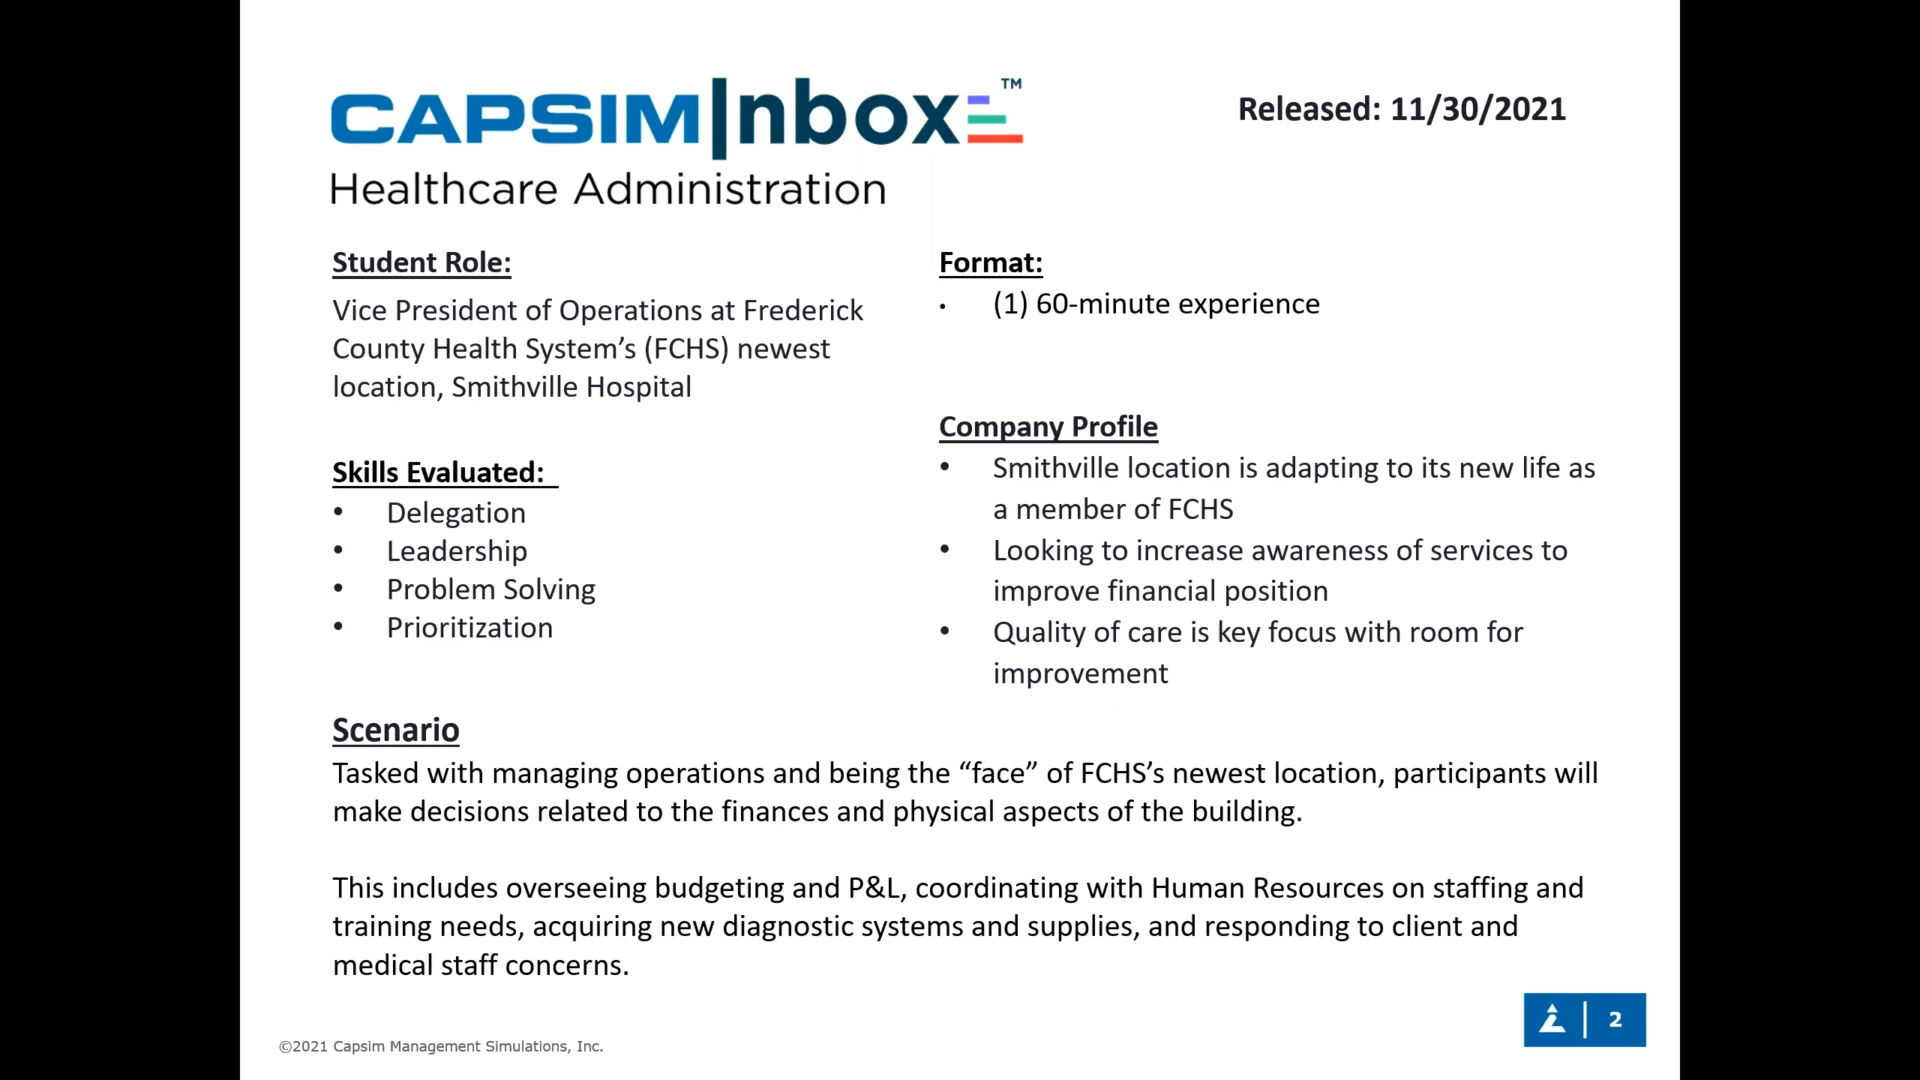 CAPSIM|nbox™
Released: 11/30/2021
Healthcare Administration
Student Role:
Vice President of Operations at Frederick
County Health System’s (FCHS) newest
location, Smithville Hospital
Skills Evaluated:
• Delegation
• Leadership
• Problem Solving
• Prioritization
Format:
• (1) 60-minute experience
Company Profile
• Smithville location is adapting to its new life as
a member of FCHS
• Looking to increase awareness of services to
improve financial position
• Quality of care is key focus with room for
improvement
Scenario
Tasked with managing operations and being the “face” of FCHS’s newest location, participants will
make decisions related to the finances and physical aspects of the building.
This includes overseeing budgeting and P&L, coordinating with Human Resources on staffing and
training needs, acquiring new diagnostic systems and supplies, and responding to client and
medical staff concerns.
©2021 Capsim Management Simulations, Inc.
2